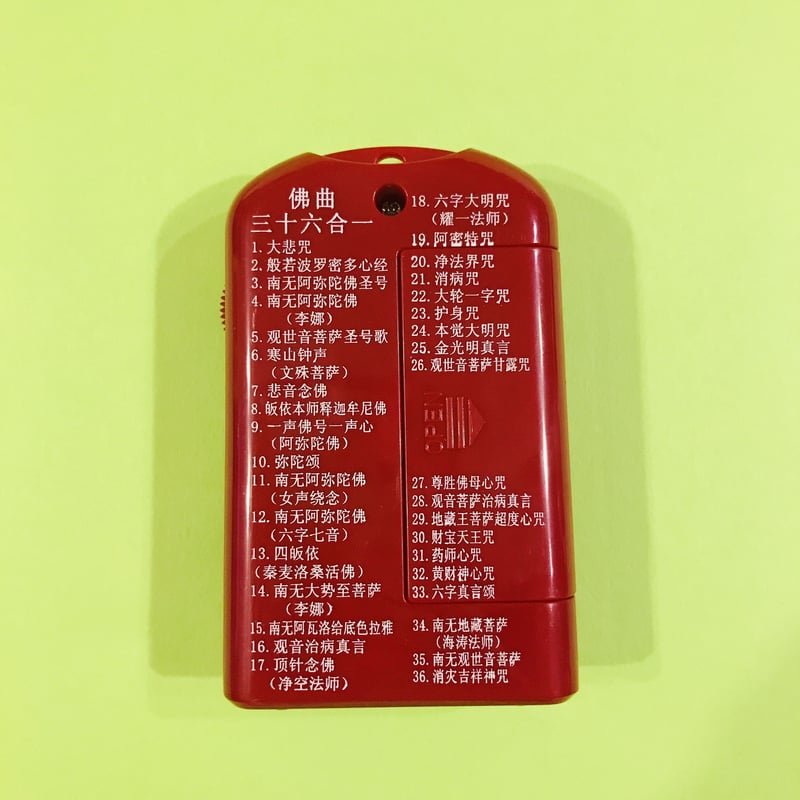 佛曲
三十六合一
1. 大悲咒
2. 般若波罗密多心经
3. 南无阿弥陀佛圣号
4. 南无阿弥陀佛
（李娜）
5. 观世音菩萨圣号歌
6. 寒山钟声
（文殊菩萨）
7. 悲音念佛
8. 皈依本师释迦牟尼佛
9. 一声佛号一声心
（阿弥陀佛）
10. 弥陀颂
11. 南无阿弥陀佛
（女声绕念）
12. 南无阿弥陀佛
（六字七音）
13. 四皈依
（秦麦洛桑活佛）
14. 南无大势至菩萨
（李娜）
15. 南无阿瓦洛给底色拉雅
16. 观音治病真言
17. 顶针念佛
（净空法师）
18. 六字大明咒
（耀一法师）
19. 阿密特咒
20. 净法界咒
21. 消病咒
22. 大轮一字咒
23. 护身咒
24. 本觉大明咒
25. 金光明真言
26. 观世音菩萨甘露咒
OPEN
27. 尊胜佛母心咒
28. 观音菩萨治病真言
29. 地藏王菩萨超度心咒
30. 财宝天王咒
31. 药师心咒
32. 黄财神心咒
33. 六字真言颂
34. 南无地藏菩萨
（海涛法师）
35. 南无观世音菩萨
36. 消灾吉祥神咒